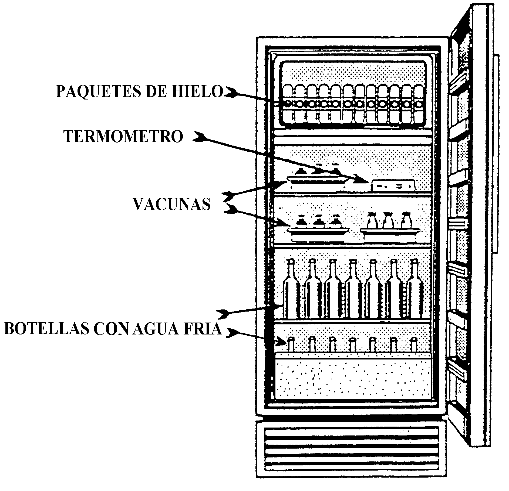 PAQUETES DE HIELO
TERMOMETRO
VACUNAS
BOTELLAS CON AGUA FRIA